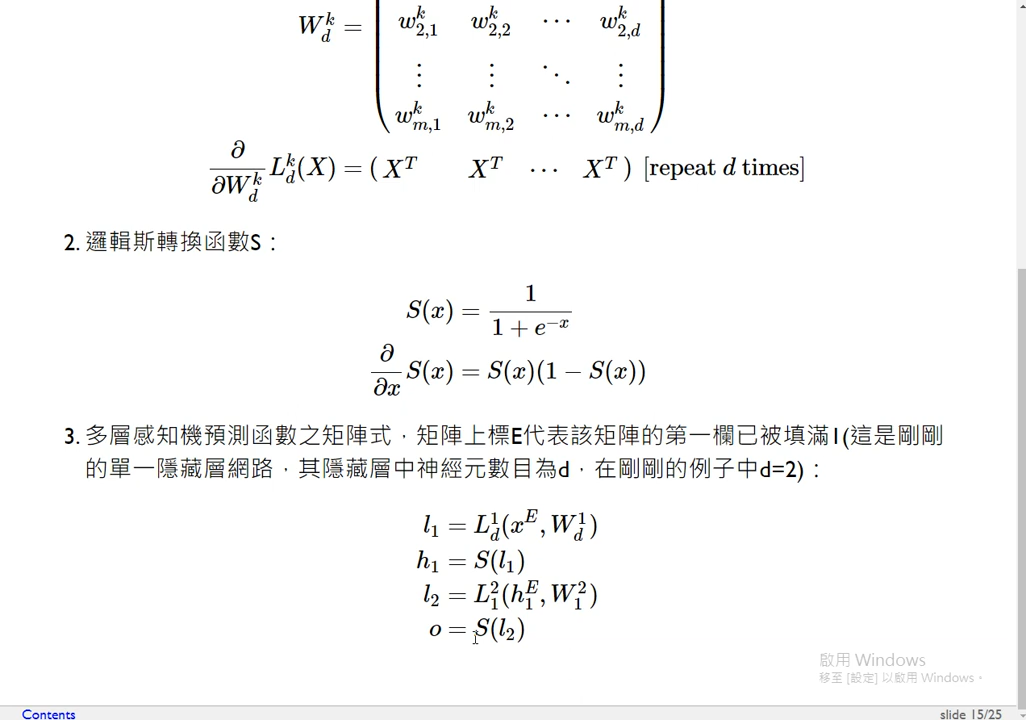 W_d^k = ( w_{2,1}^k w_{2,2}^k ⋯ w_{2,d}^k
⋮ ⋮ ⋱ ⋮
w_{m,1}^k w_{m,2}^k ⋯ w_{m,d}^k )
∂/∂W_d^k L_d^k(X) = ( X^T X^T ⋯ X^T ) [repeat d times]
2. 邏輯斯轉換函數S：
S(x) = 1/(1 + e^{−x})
∂/∂x S(x) = S(x)(1 − S(x))
3. 多層感知機預測函數之矩陣式，矩陣上標E代表該矩陣的第一欄已被填滿1(這是剛剛
的單一隱藏層網路，其隱藏層中神經元數目為d，在剛剛的例子中d=2)：
l_1 = L_d^1(x^E, W_d^1)
h_1 = S(l_1)
l_2 = L_1^2(h_1^E, W_1^2)
o = S(l_2)
啟用 Windows
移至 [設定] 以啟用 Windows。
Contents
slide 15/25